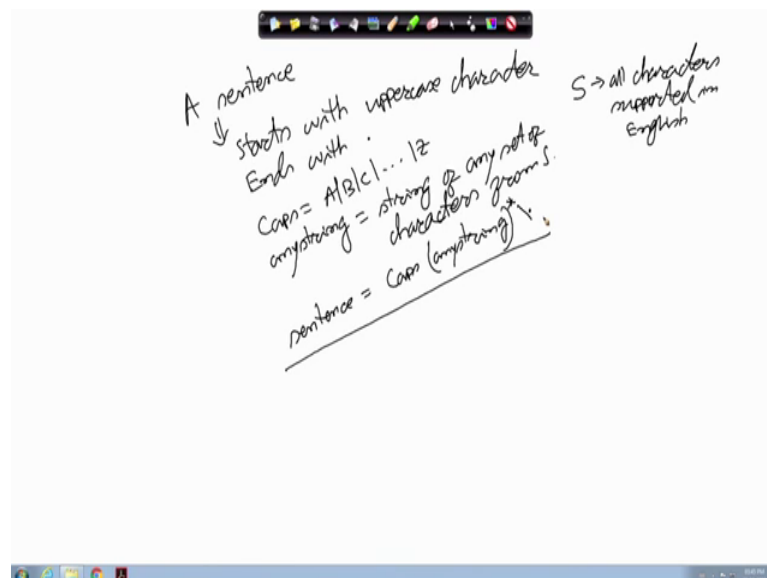 A sentence
Starts with uppercase character
Ends with .
Caps = A|B|C|...|Z
anystring = string of any set of
characters from S.
sentence = Caps (anystring)* \.
S → all characters
supported in
English